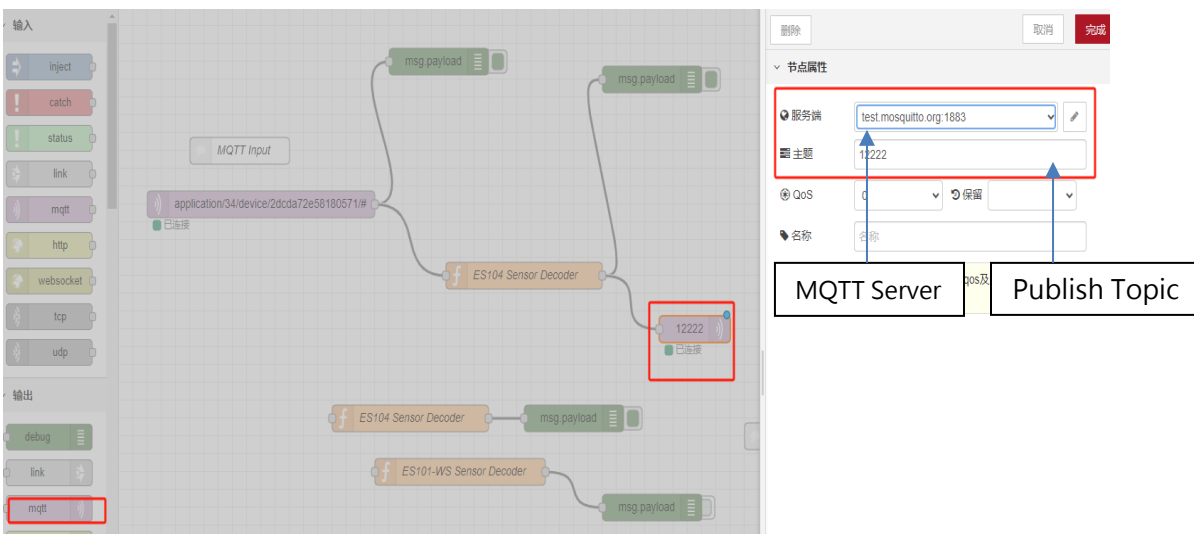 输入
inject
catch
status
link
mqtt
http
websocket
tcp
udp
输出
debug
link
mqtt
msg.payload
msg.payload
MQTT Input
application/34/device/2dcda72e58180571/#
已连接
ES104 Sensor Decoder
12222
已连接
ES104 Sensor Decoder
msg.payload
ES101-WS Sensor Decoder
msg.payload
删除
取消
完成
节点属性
服务端
test.mosquitto.org:1883
主题
12222
QoS
0
保留
名称
名称
qos及
MQTT Server
Publish Topic